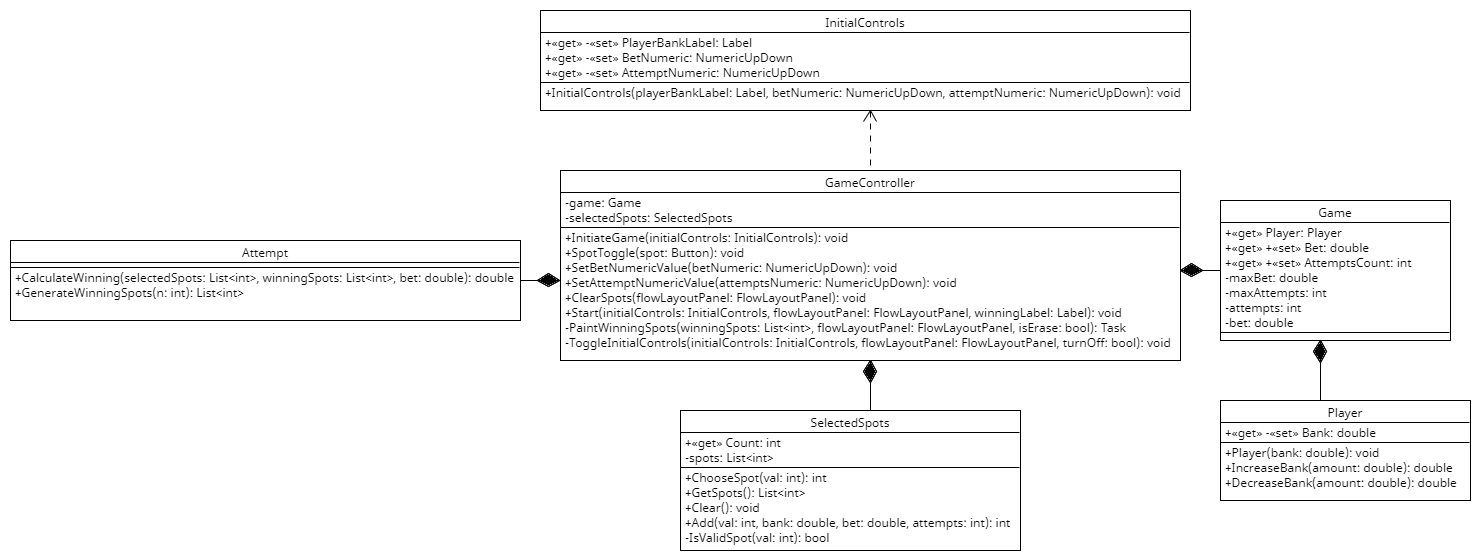 InitialControls
+«get» -«set» PlayerBankLabel: Label
+«get» -«set» BetNumeric: NumericUpDown
+«get» -«set» AttemptNumeric: NumericUpDown
+InitialControls(playerBankLabel: Label, betNumeric: NumericUpDown, attemptNumeric: NumericUpDown): void
GameController
-game: Game
-selectedSpots: SelectedSpots
+InitiateGame(initialControls: InitialControls): void
+SpotToggle(spot: Button): void
+SetBetNumericValue(betNumeric: NumericUpDown): void
+SetAttemptNumericValue(attemptsNumeric: NumericUpDown): void
+ClearSpots(flowLayoutPanel: FlowLayoutPanel): void
+Start(initialControls: InitialControls, flowLayoutPanel: FlowLayoutPanel, winningLabel: Label): void
-PaintWinningSpots(winningSpots: List<int>, flowLayoutPanel: FlowLayoutPanel, isErase: bool): Task
-ToggleInitialControls(initialControls: InitialControls, flowLayoutPanel: FlowLayoutPanel, turnOff: bool): void
Attempt
+CalculateWinning(selectedSpots: List<int>, winningSpots: List<int>, bet: double): double
+GenerateWinningSpots(n: int): List<int>
Game
+«get» Player: Player
+«get» +«set» Bet: double
+«get» +«set» AttemptsCount: int
-maxBet: double
-maxAttempts: int
-attempts: int
-bet: double
SelectedSpots
+«get» Count: int
-spots: List<int>
+ChooseSpot(val: int): int
+GetSpots(): List<int>
+Clear(): void
+Add(val: int, bank: double, bet: double, attempts: int): int
-IsValidSpot(val: int): bool
Player
+«get» -«set» Bank: double
+Player(bank: double): void
+IncreaseBank(amount: double): double
+DecreaseBank(amount: double): double